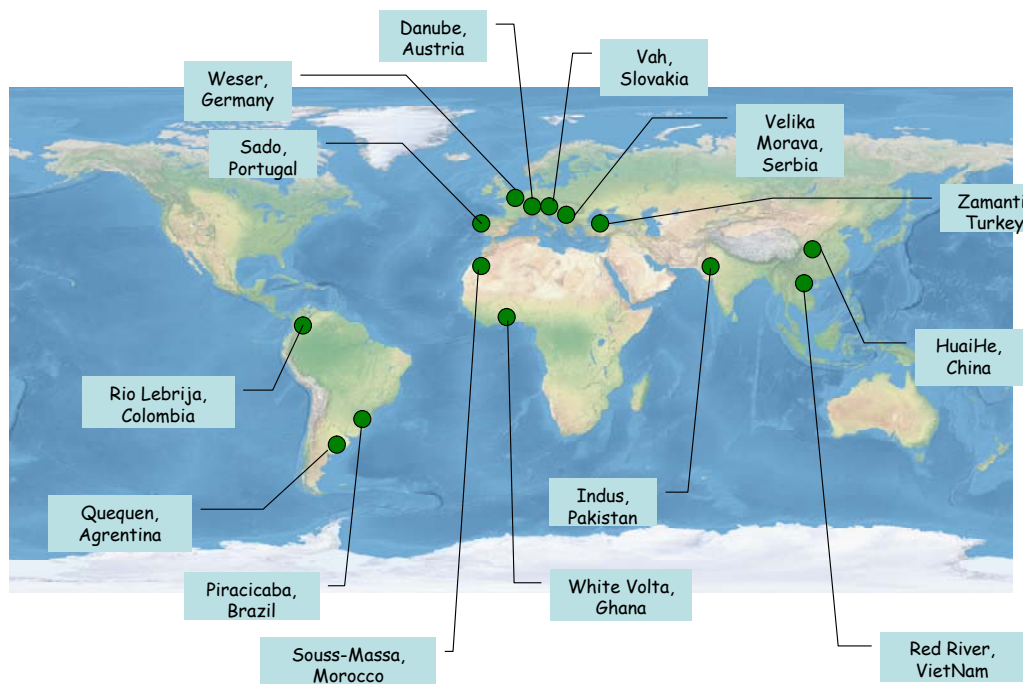 Danube,
Austria
Vah,
Slovakia
Weser,
Germany
Velika
Morava,
Serbia
Sado,
Portugal
Zamanti
Turkey
HuaiHe,
China
Rio Lebrija,
Colombia
Indus,
Pakistan
Quequen,
Agrentina
Piracicaba,
Brazil
White Volta,
Ghana
Souss-Massa,
Morocco
Red River,
VietNam